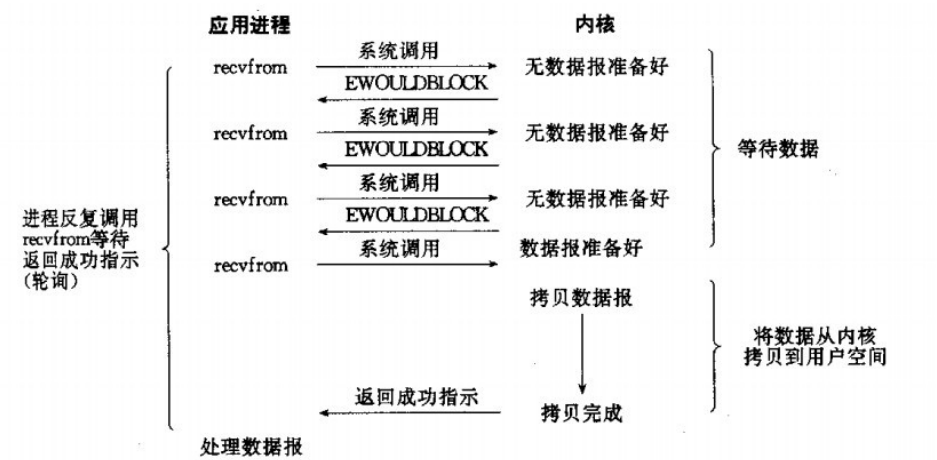 应用进程 内核
recvfrom 系统调用 无数据报准备好
EWOULDBLOCK
recvfrom 系统调用 无数据报准备好
EWOULDBLOCK
等待数据
recvfrom 系统调用 无数据报准备好
EWOULDBLOCK
recvfrom 系统调用 数据报准备好
进程反复调用
recvfrom等待
返回成功指示
(轮询)
拷贝数据报
将数据从内核
拷贝到用户空间
返回成功指示 拷贝完成
处理数据报